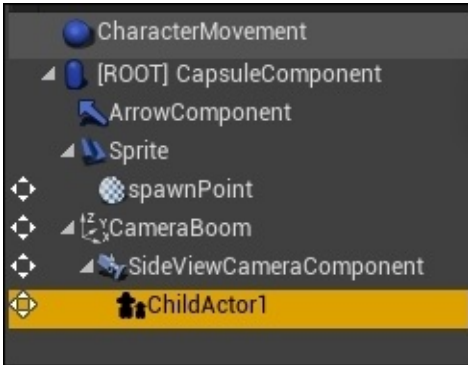 CharacterMovement
[ROOT] CapsuleComponent
ArrowComponent
Sprite
spawnPoint
CameraBoom
SideViewCameraComponent
ChildActor1